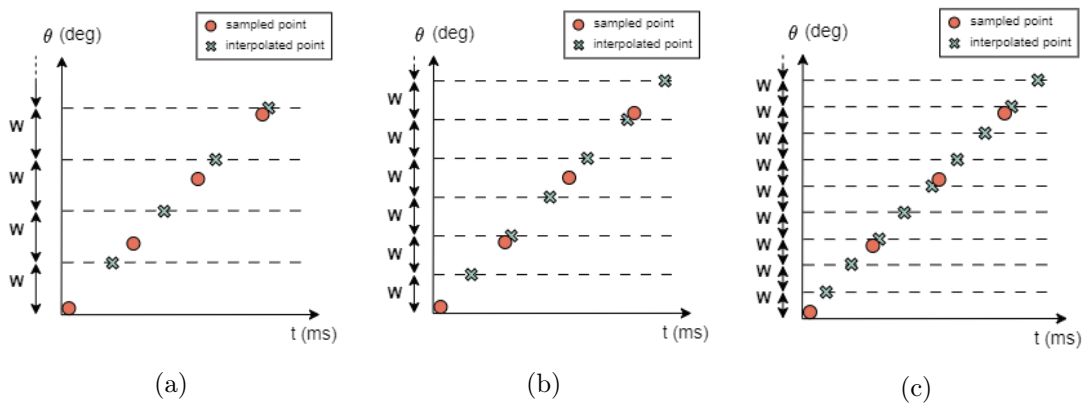 sampled point
interpolated point
θ (deg)
W
W
W
W
t (ms)
(a)
sampled point
interpolated point
θ (deg)
W
W
W
W
W
W
t (ms)
(b)
sampled point
interpolated point
θ (deg)
W
W
W
W
W
W
W
W
W
t (ms)
(c)